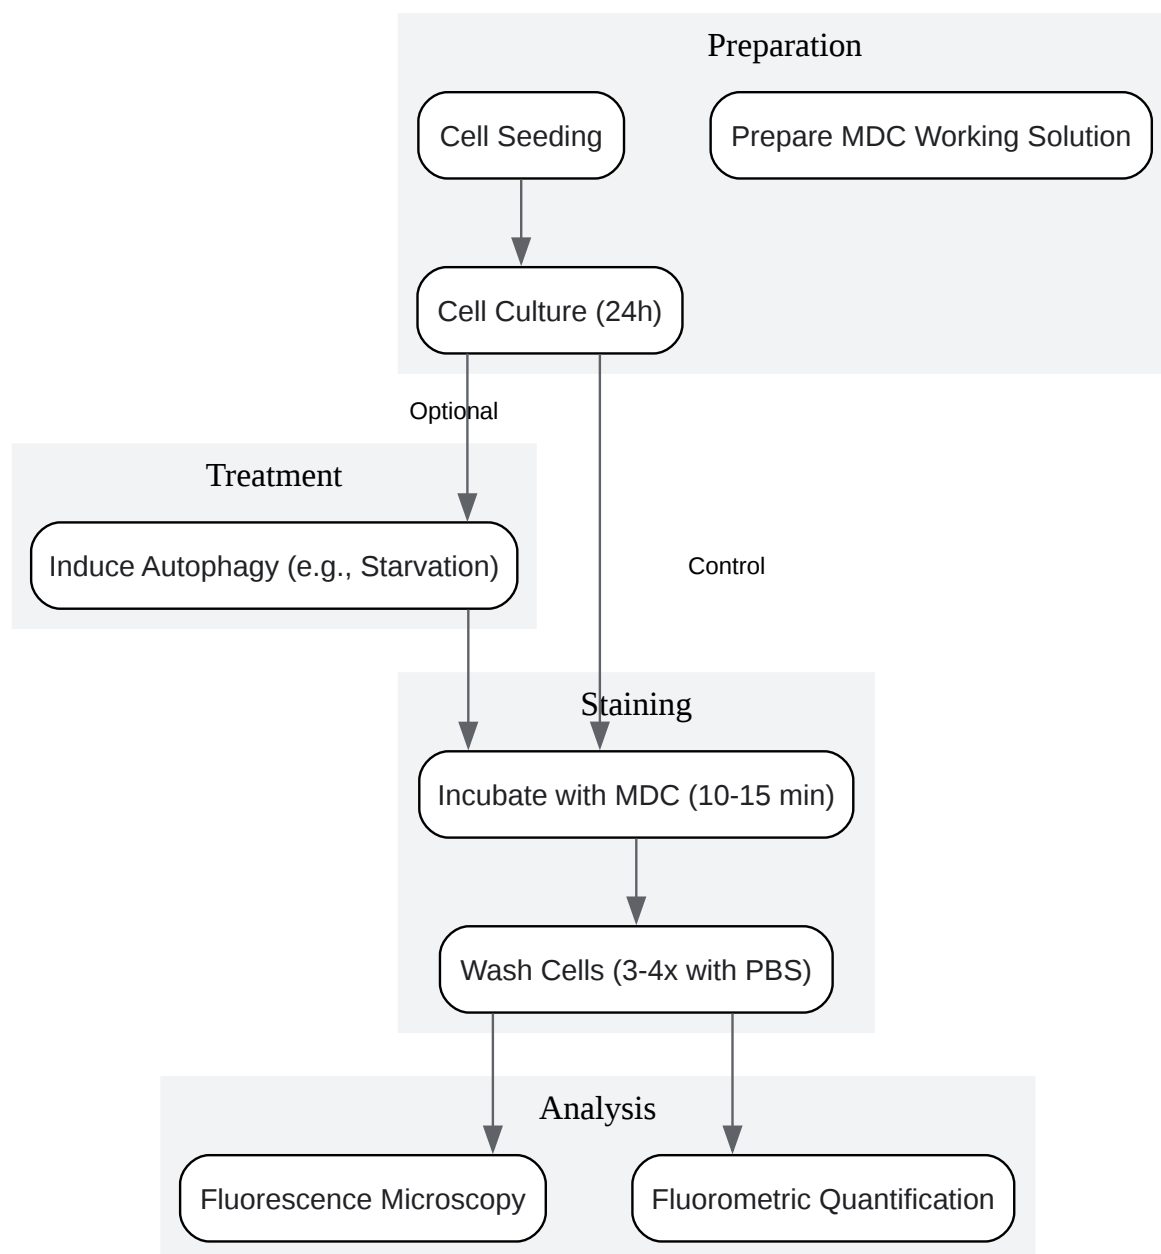 Preparation
Cell Seeding
Prepare MDC Working Solution
Cell Culture (24h)
Optional
Treatment
Induce Autophagy (e.g., Starvation)
Control
Staining
Incubate with MDC (10-15 min)
Wash Cells (3-4x with PBS)
Analysis
Fluorescence Microscopy
Fluorometric Quantification